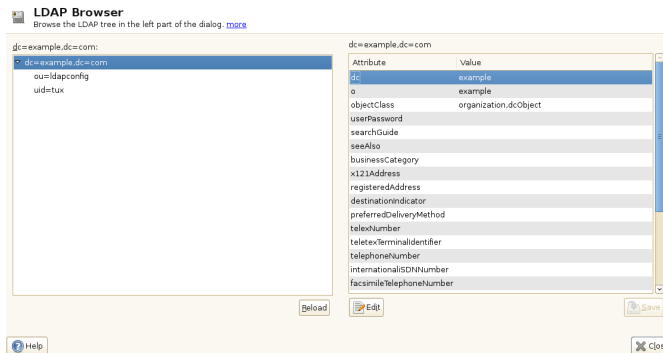 LDAP Browser
Browse the LDAP tree in the left part of the dialog. more
dc=example,dc=com:
dc=example,dc=com
ou=ldapconfig
uid=tux
Reload
dc=example,dc=com
Attribute Value
dc example
o example
objectClass organization,dcObject
userPassword
searchGuide
seeAlso
businessCategory
x121Address
registeredAddress
destinationIndicator
preferredDeliveryMethod
telexNumber
teletexTerminalIdentifier
telephoneNumber
internationaliSDNNumber
facsimileTelephoneNumber
Edit Save
Help Clos